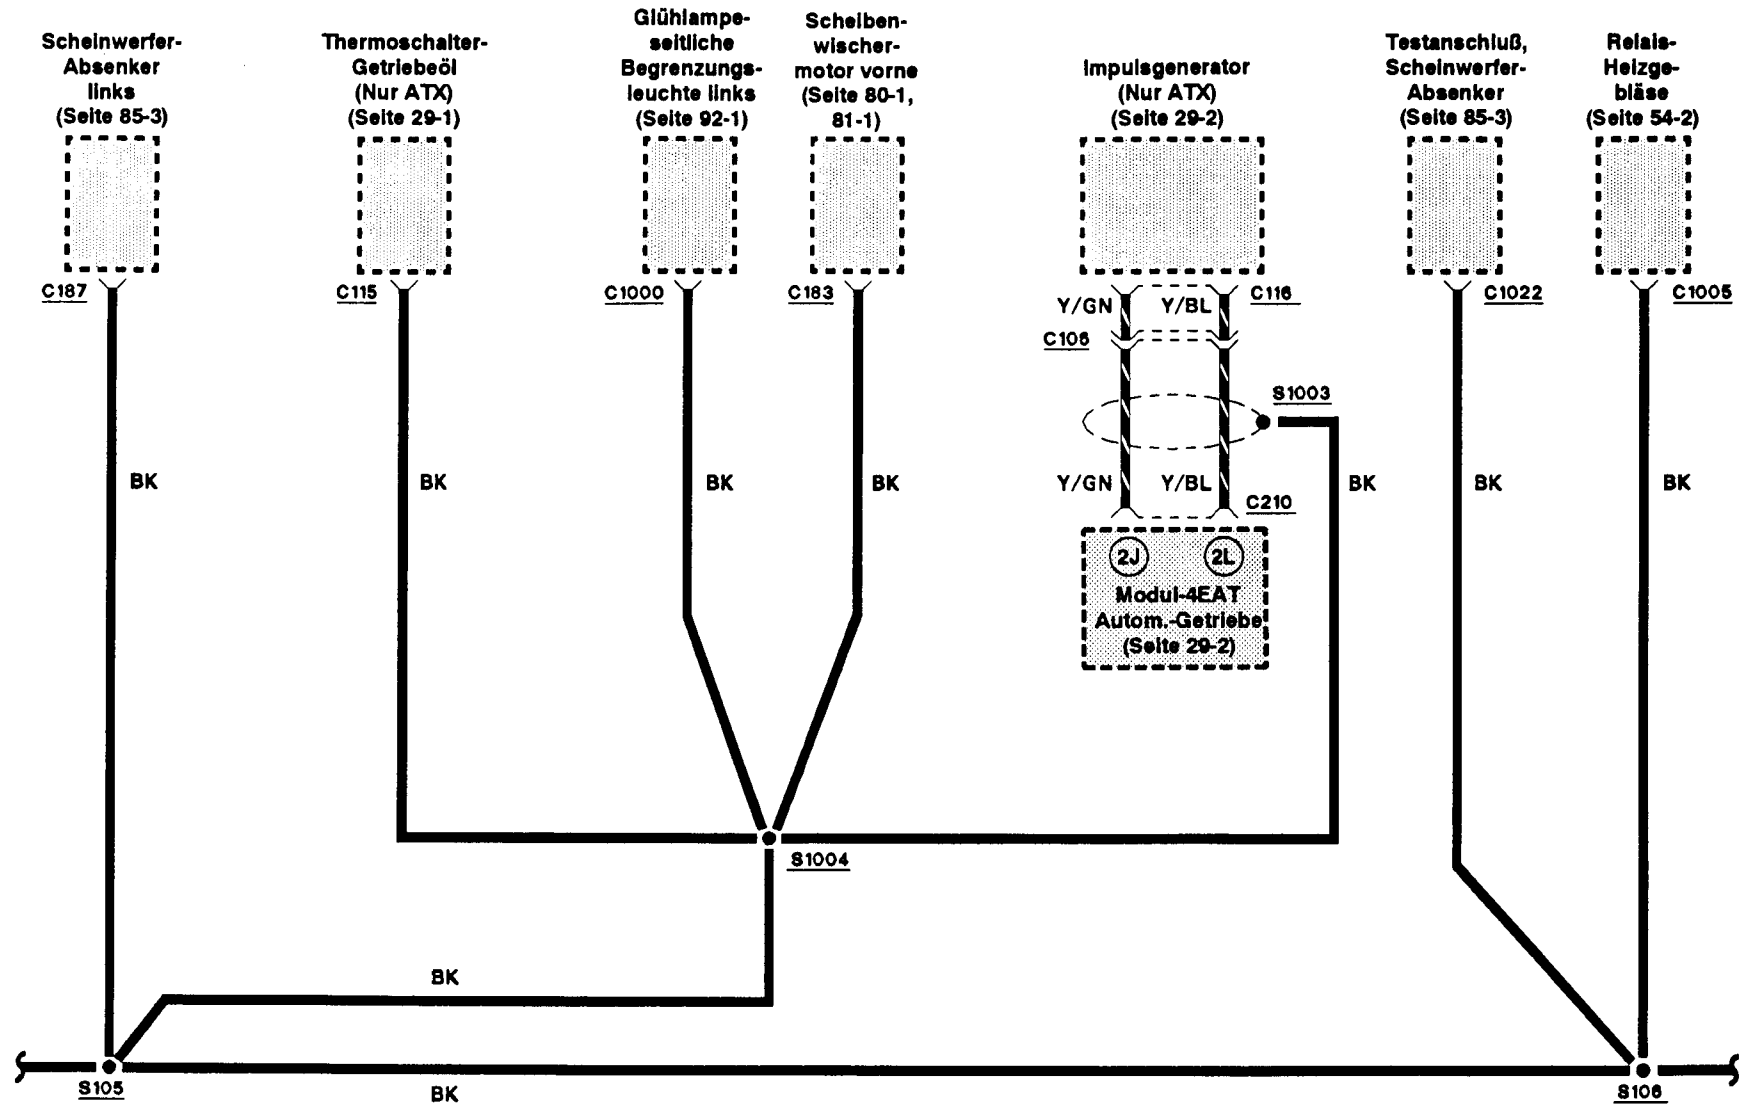 Scheinwerfer-
Absenker
links
(Seite 85-3)
Thermoschalter-
Getriebeöl
(Nur ATX)
(Seite 29-1)
Glühlampe-
seitliche
Begrenzungs-
leuchte links
(Seite 92-1)
Scheiben-
wischer-
motor vorne
(Seite 80-1,
81-1)
Impulsgenerator
(Nur ATX)
(Seite 29-2)
Testanschluß,
Scheinwerfer-
Absenker
(Seite 85-3)
Relais-
Heizge-
bläse
(Seite 54-2)
C187
C115
C1000
C183
C116
C1022
C1005
Y/GN
Y/BL
C106
S1003
BK
BK
BK
BK
Y/GN
Y/BL
BK
BK
BK
C210
2J
2L
Modul-4EAT
Autom.-Getriebe
(Seite 29-2)
S1004
BK
S105
BK
S106